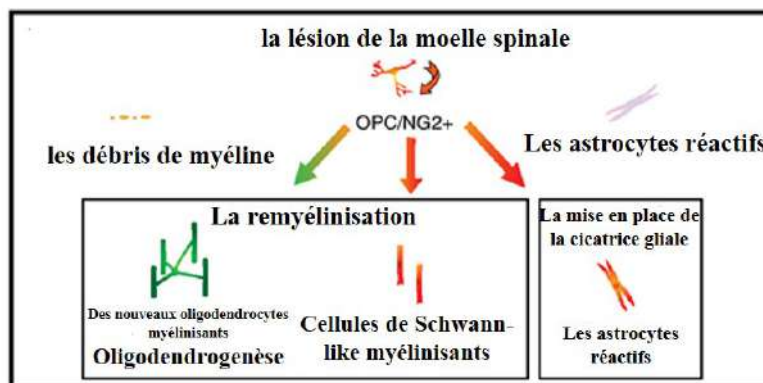 la lésion de la moelle spinale
OPC/NG2+
les débris de myéline
Les astrocytes réactifs
La remyélinisation
Des nouveaux oligodendrocytes
myélinisants
Oligodendrogenèse
Cellules de Schwann-
like myélinisants
La mise en place de
la cicatrice gliale
Les astrocytes
réactifs